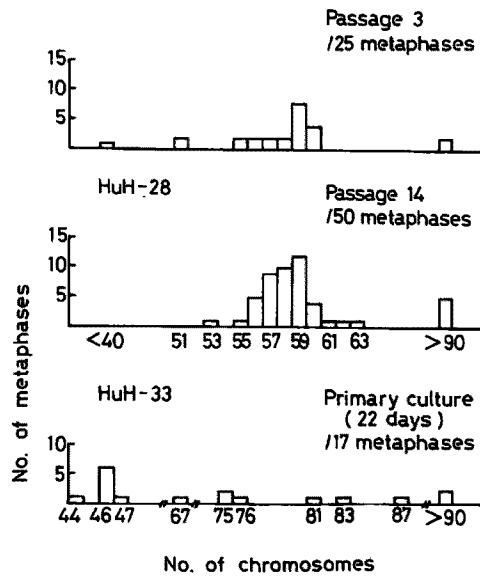 Passage 3
/25 metaphases
15
10
5
HuH-28
Passage 14
/50 metaphases
15
10
5
<40 51 53 55 57 59 61 63 >90
HuH-33
Primary culture
(22 days)
/17 metaphases
10
5
44 46 47 67 75 76 81 83 87 >90
No. of metaphases
No. of chromosomes